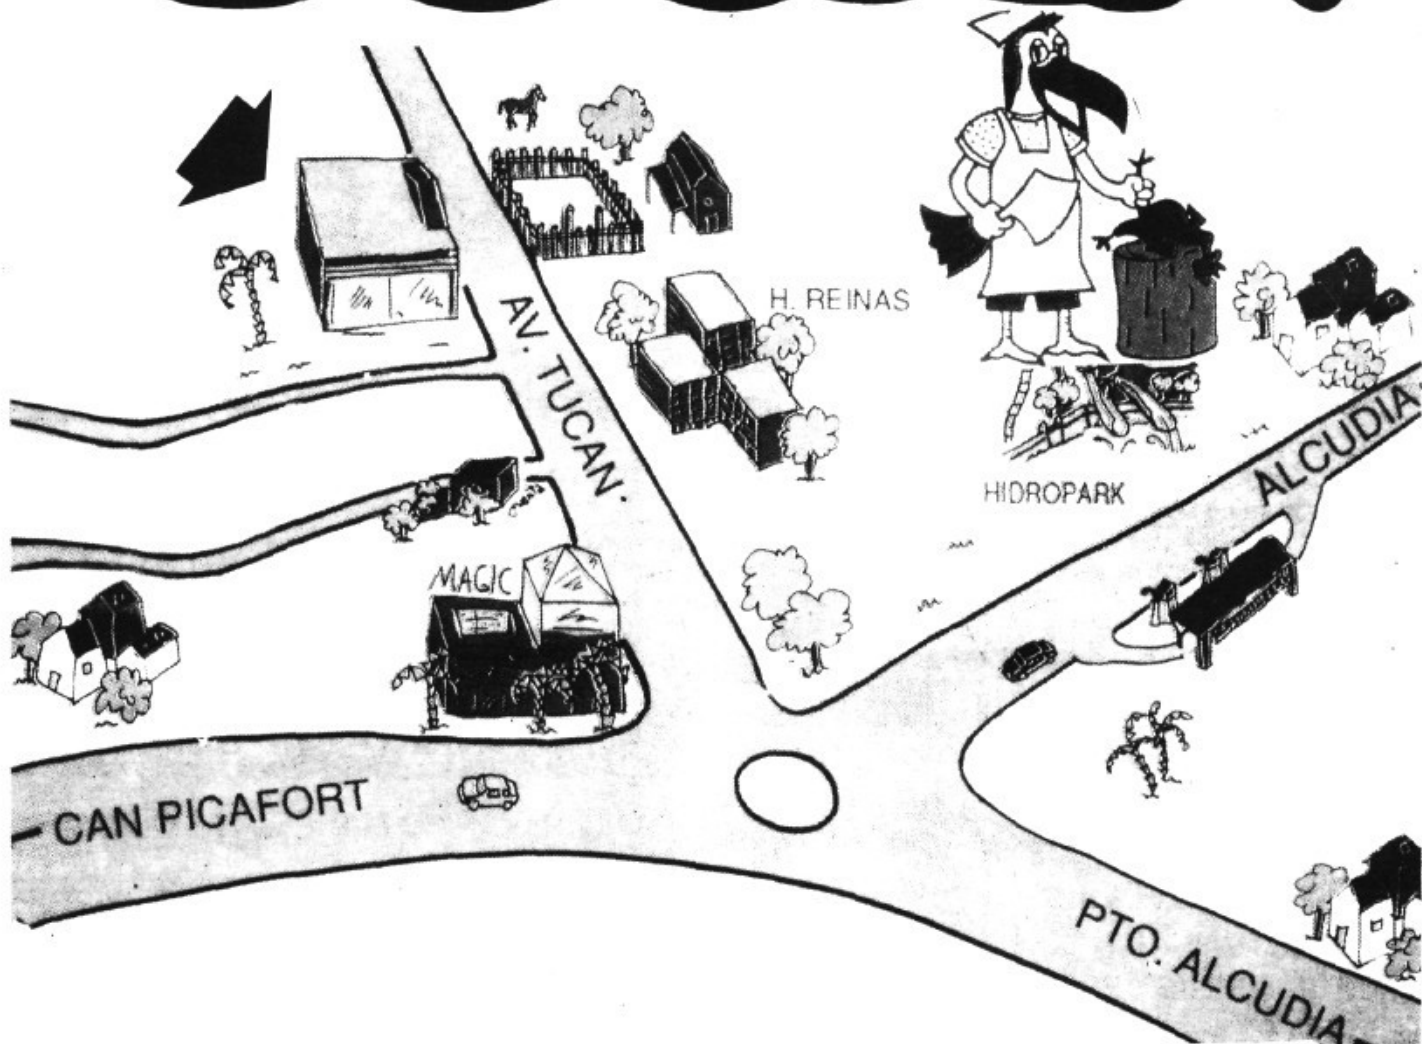 H. REINAS
AV. TUCAN.
ALCUDIA
HIDROPARK
MAGIC
CAN PICAFORT
PTO. ALCUDIA